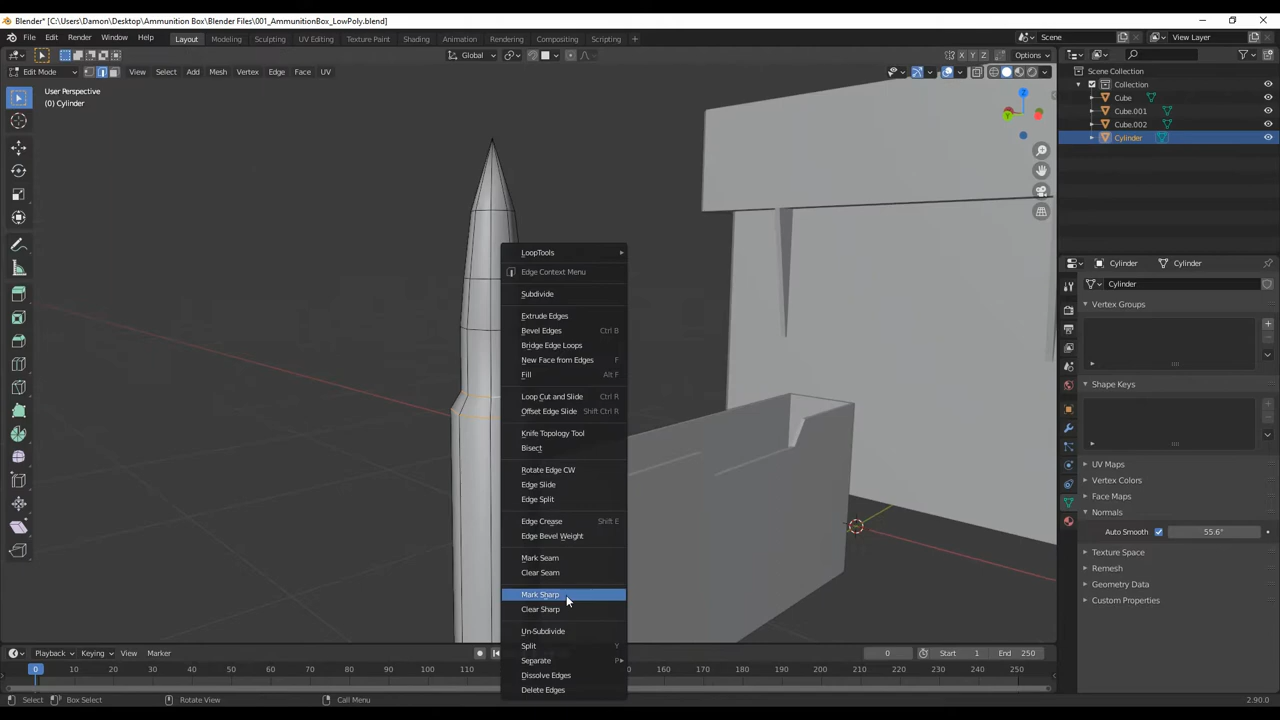 Blender* [C:\Users\Damon\Desktop\Ammunition Box\Blender Files\001_AmmunitionBox_LowPoly.blend]
File Edit Render Window Help Layout Modeling Sculpting UV Editing Texture Paint Shading Animation Rendering Compositing Scripting + Scene View Layer
Global X Y Z Options
Edit Mode View Select Add Mesh Vertex Edge Face UV
User Perspective
(0) Cylinder
Scene Collection
Collection
Cube
Cube.001
Cube.002
Cylinder
Z
Y
LoopTools
Edge Context Menu
Subdivide
Extrude Edges
Bevel Edges Ctrl B
Bridge Edge Loops
New Face from Edges F
Fill Alt F
Loop Cut and Slide Ctrl R
Offset Edge Slide Shift Ctrl R
Knife Topology Tool
Bisect
Rotate Edge CW
Edge Slide
Edge Split
Edge Crease Shift E
Edge Bevel Weight
Mark Seam
Clear Seam
Mark Sharp
Clear Sharp
Un-Subdivide
Split Y
Separate P
Dissolve Edges
Delete Edges
Cylinder Cylinder
Cylinder
Vertex Groups
Shape Keys
UV Maps
Vertex Colors
Face Maps
Normals
Auto Smooth 55.6°
Texture Space
Remesh
Geometry Data
Custom Properties
Playback Keying View Marker 0 Start 1 End 250
0 10 20 30 40 50 60 70 80 90 100 110 170 180 190 200 210 220 230 240 250
Select Box Select Rotate View Call Menu 2.90.0